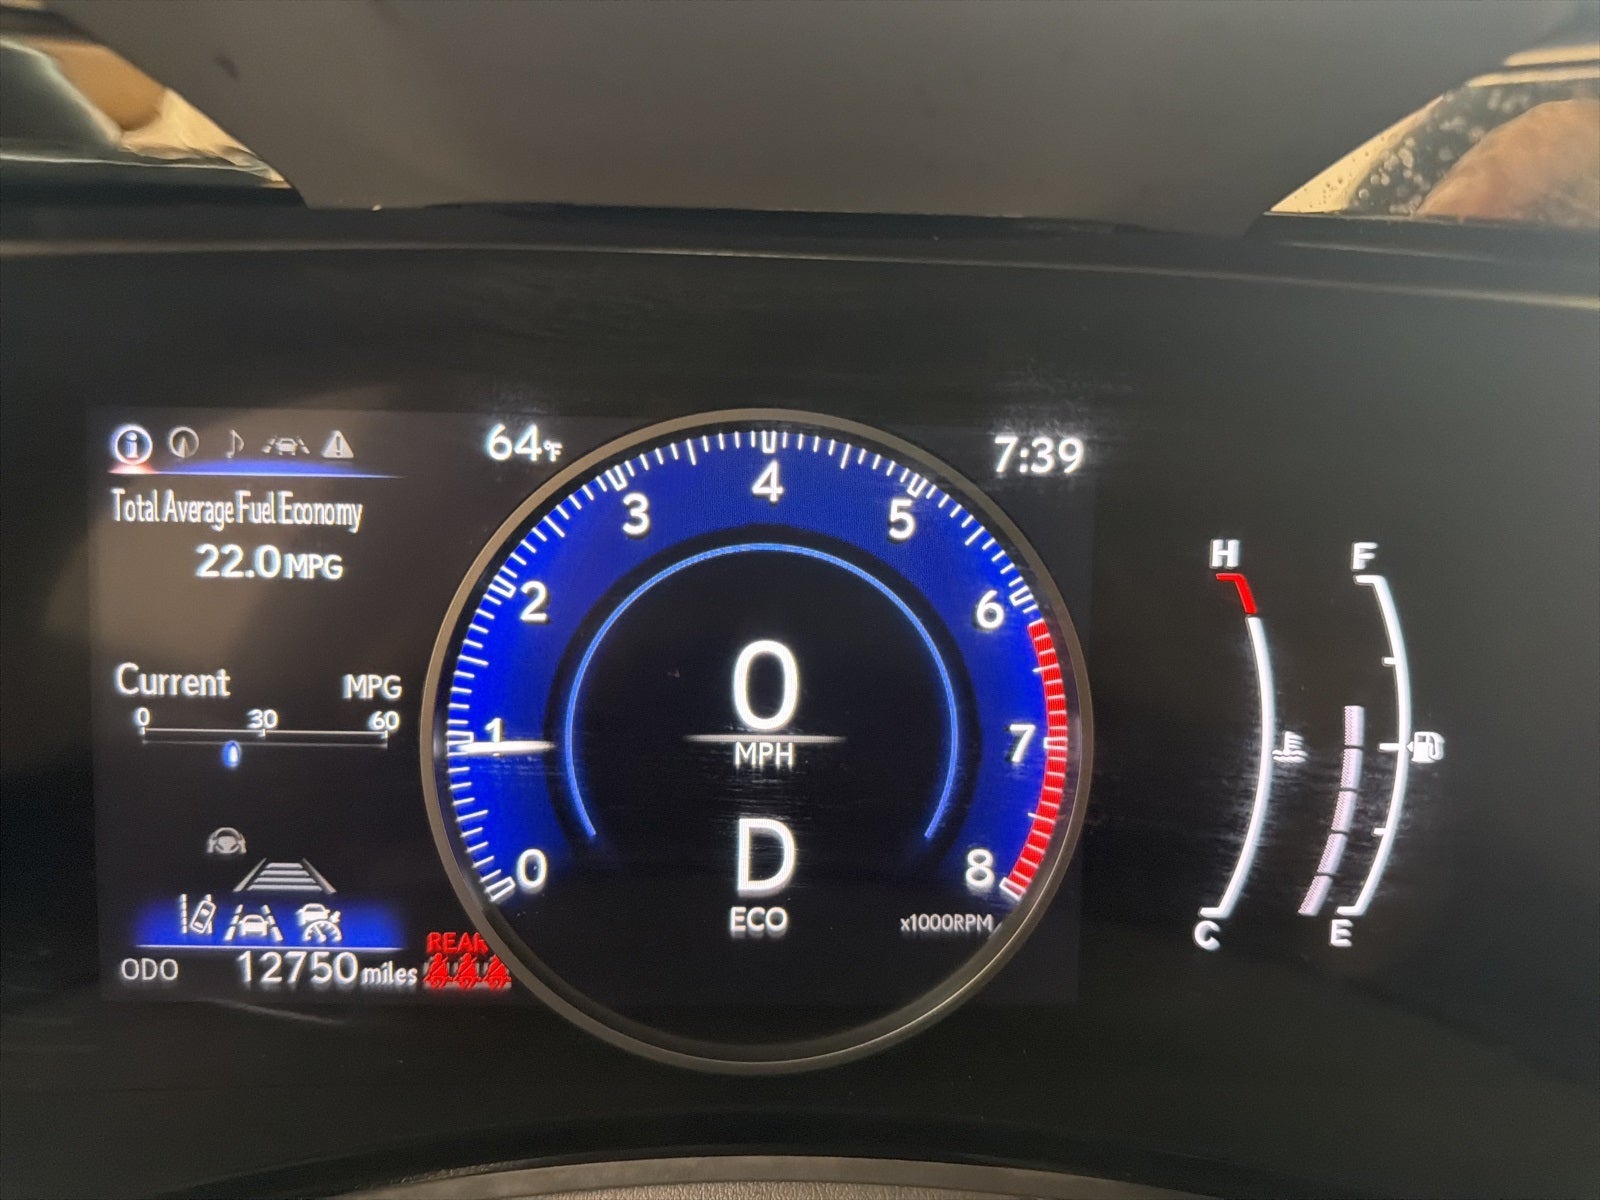 64°F
7:39
Total Average Fuel Economy
22.0 MPG
Current MPG
0 30 60
ODO 12750 miles
REAR
0
1
2
3
4
5
6
7
8
0
MPH
D
ECO
x1000RPM
H
C
F
E